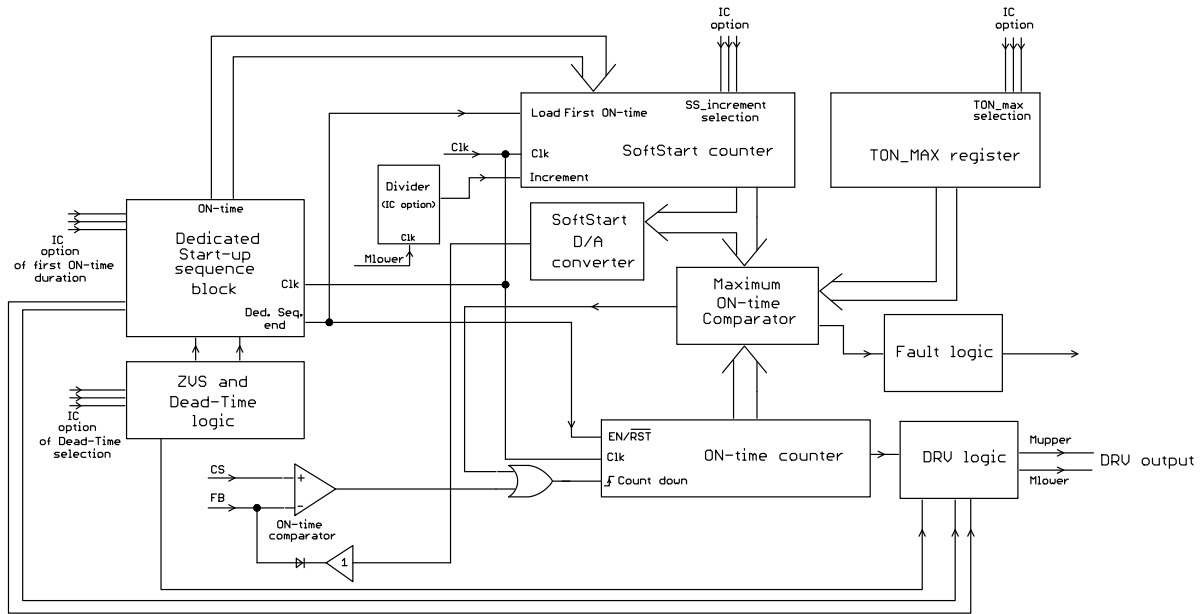 IC
option
IC
option
Load First ON-time
SS_increment
selection
Clk
Clk
SoftStart counter
Increment
TON_max
selection
TON_MAX register
Divider
(IC option)
Clk
Mlower
SoftStart
D/A
converter
ON-time
Dedicated
Start-up
sequence
block
Clk
Ded. Seq.
end
IC
option
of first ON-time
duration
Maximum
ON-time
Comparator
Fault logic
ZVS and
Dead-Time
logic
IC
option
of Dead-Time
selection
EN/RST
Clk
Count down
ON-time counter
DRV logic
Mupper
Mlower
DRV output
CS
FB
+
-
ON-time
comparator
1